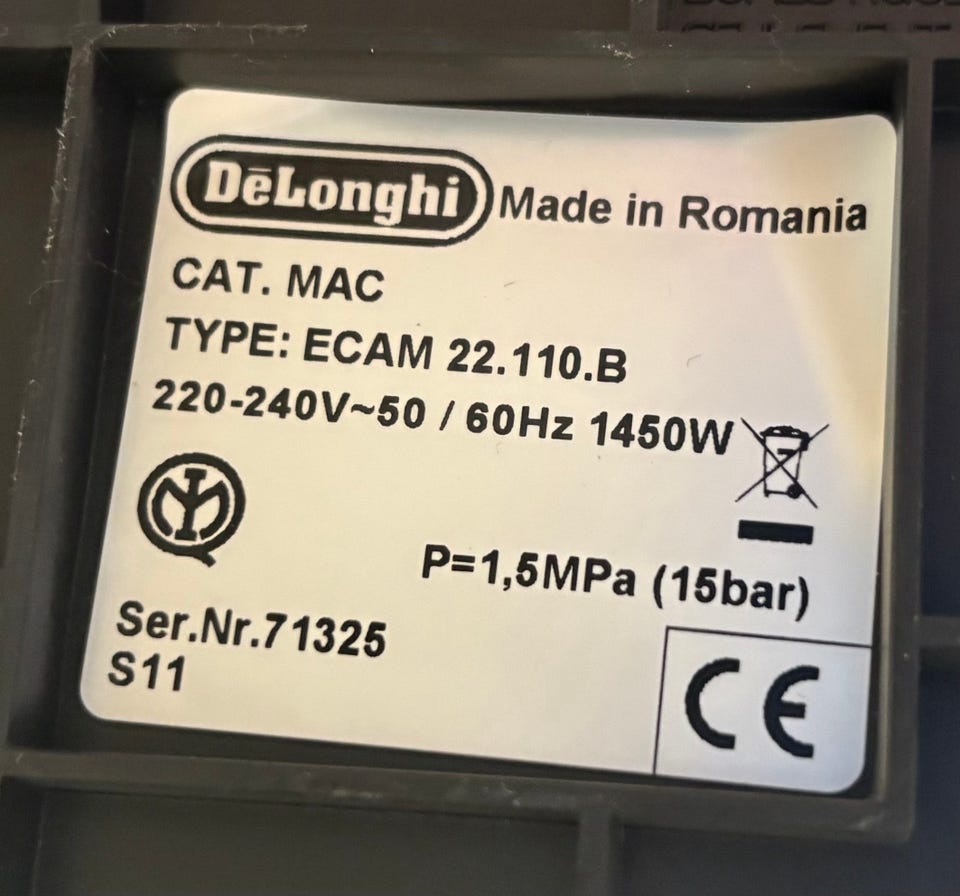 DēLonghi Made in Romania
CAT. MAC
TYPE: ECAM 22.110.B
220-240V~50 / 60Hz 1450W
P=1,5MPa (15bar)
Ser.Nr.71325
S11
CE